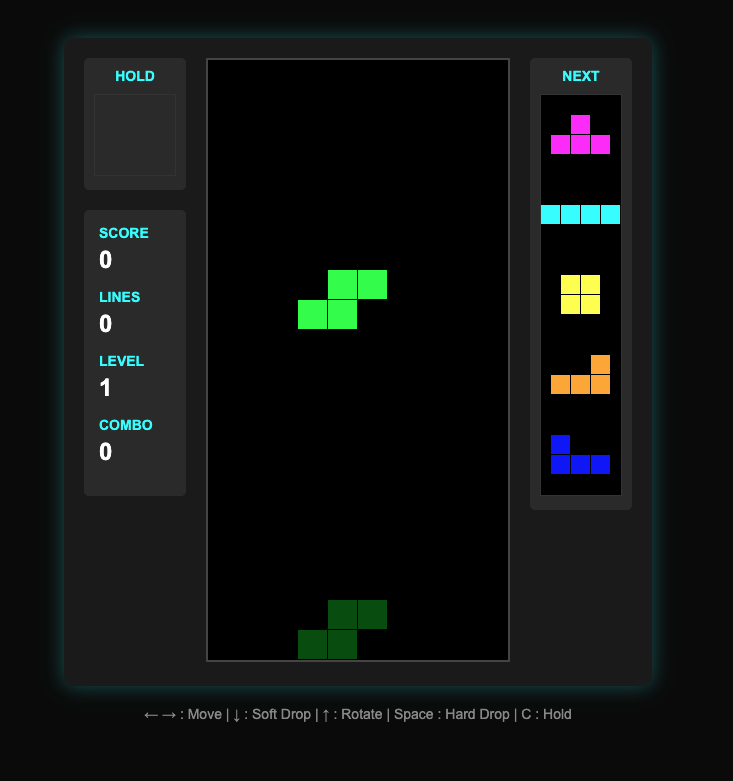 HOLD
NEXT
SCORE
0
LINES
0
LEVEL
1
COMBO
0
←→ : Move | ↓ : Soft Drop | ↑ : Rotate | Space : Hard Drop | C : Hold